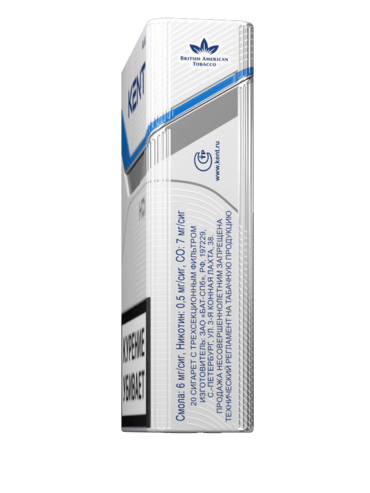 KENT
BRITISH AMERICAN
TOBACCO
www.kent.ru
Смола: 6 мг/сиг, Никотин: 0,5 мг/сиг, СО: 7 мг/сиг
20 СИГАРЕТ С ТРЕХСЕКЦИОННЫМ ФИЛЬТРОМ
ИЗГОТОВИТЕЛЬ: ЗАО «БАТ-СПб», РФ, 197229,
С.-ПЕТЕРБУРГ, УЛ. 3-Я КОННАЯ ЛАХТА, 38.
ПРОДАЖА НЕСОВЕРШЕННОЛЕТНИМ ЗАПРЕЩЕНА
ТЕХНИЧЕСКИЙ РЕГЛАМЕНТ НА ТАБАЧНУЮ ПРОДУКЦИЮ
КУРЕНИЕ
УБИВАЕТ